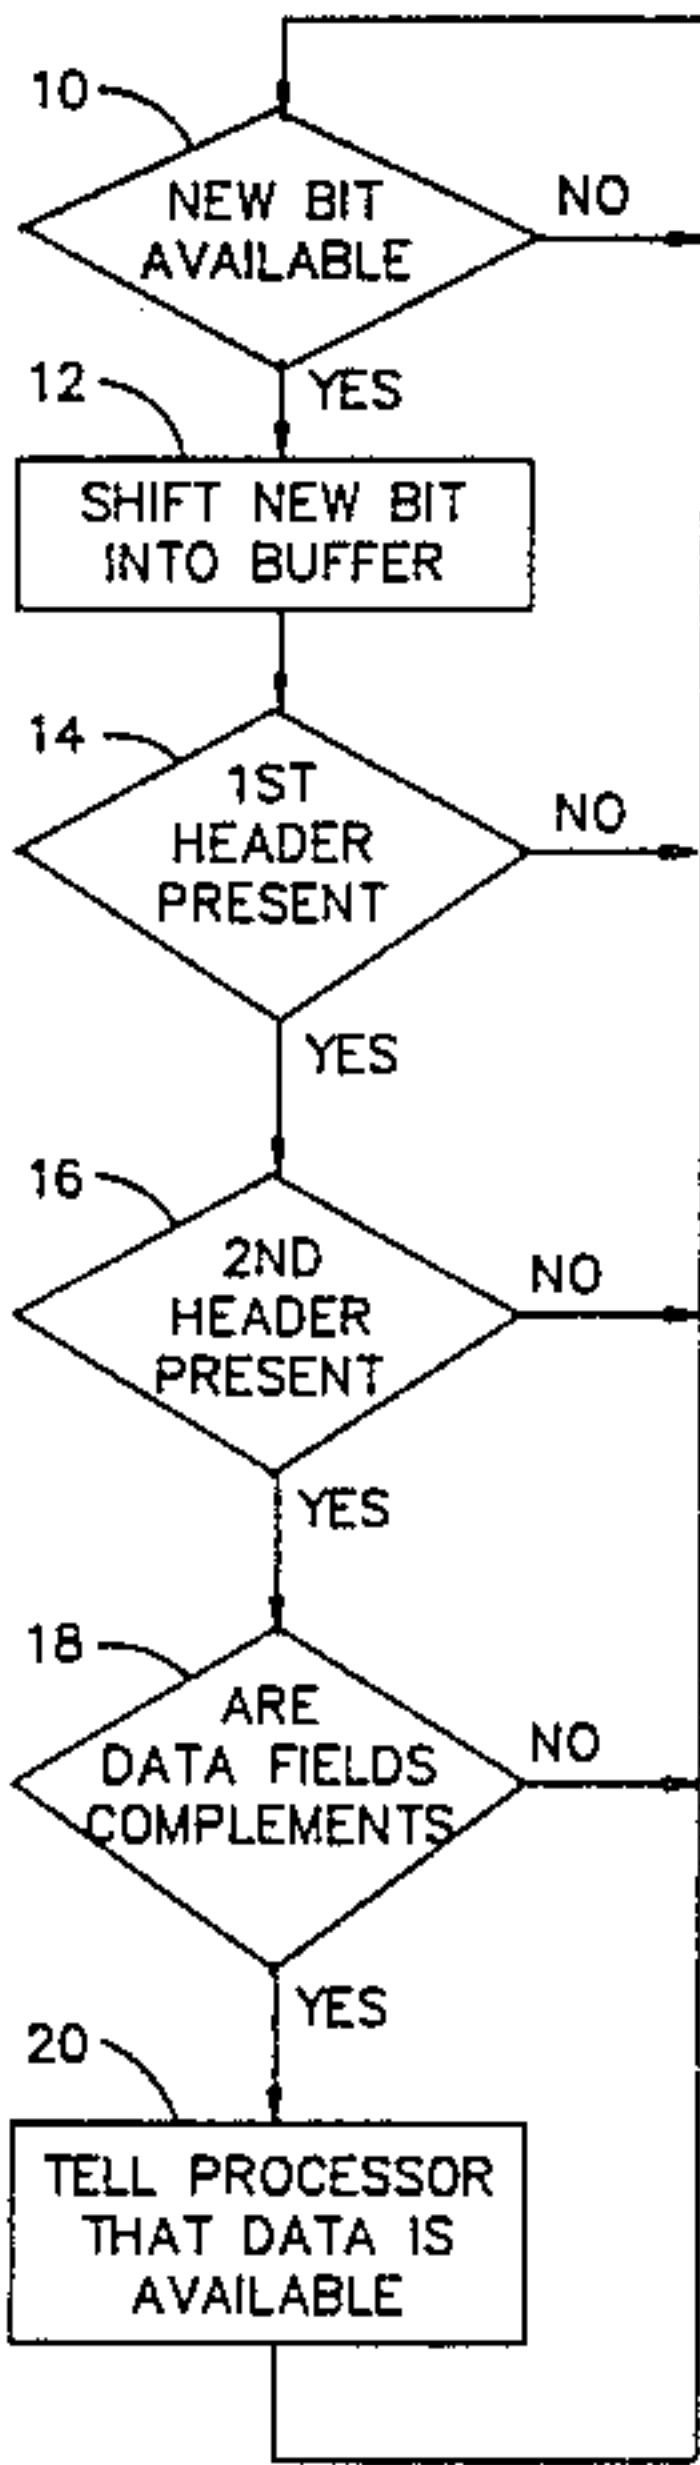 10
NEW BIT
AVAILABLE
NO
YES
12
SHIFT NEW BIT
INTO BUFFER
14
1ST
HEADER
PRESENT
NO
YES
16
2ND
HEADER
PRESENT
NO
YES
18
ARE
DATA FIELDS
COMPLEMENTS
NO
YES
20
TELL PROCESSOR
THAT DATA IS
AVAILABLE